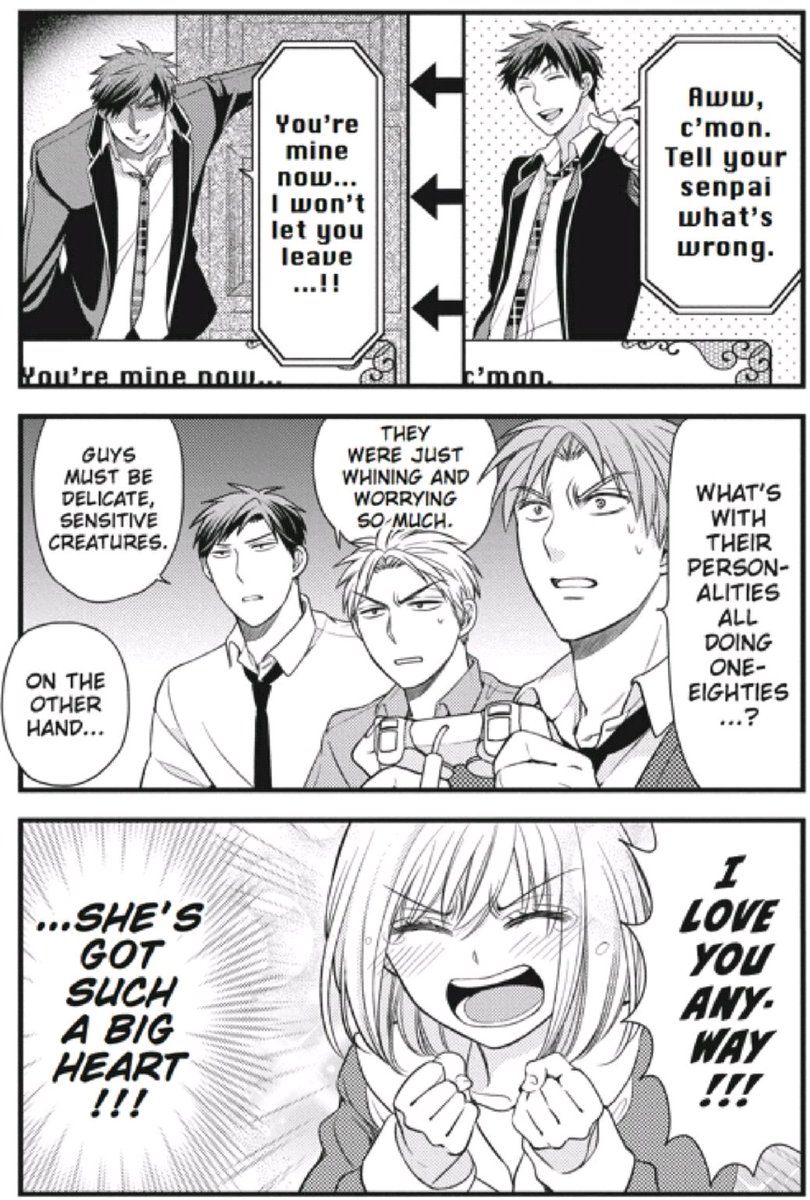 Aww,
c'mon.
Tell your
senpai
what's
wrong.
c'mon.
You're
mine
now...
I won't
let you
leave
...!!
You're mine now...
WHAT'S
WITH
THEIR
PERSON-
ALITIES
ALL
DOING
ONE-
EIGHTIES
...?
THEY
WERE JUST
WHINING AND
WORRYING
SO MUCH.
GUYS
MUST BE
DELICATE,
SENSITIVE
CREATURES.
ON THE
OTHER
HAND...
I
LOVE
YOU
ANY-
WAY
!!!
...SHE'S
GOT
SUCH
A BIG
HEART
!!!